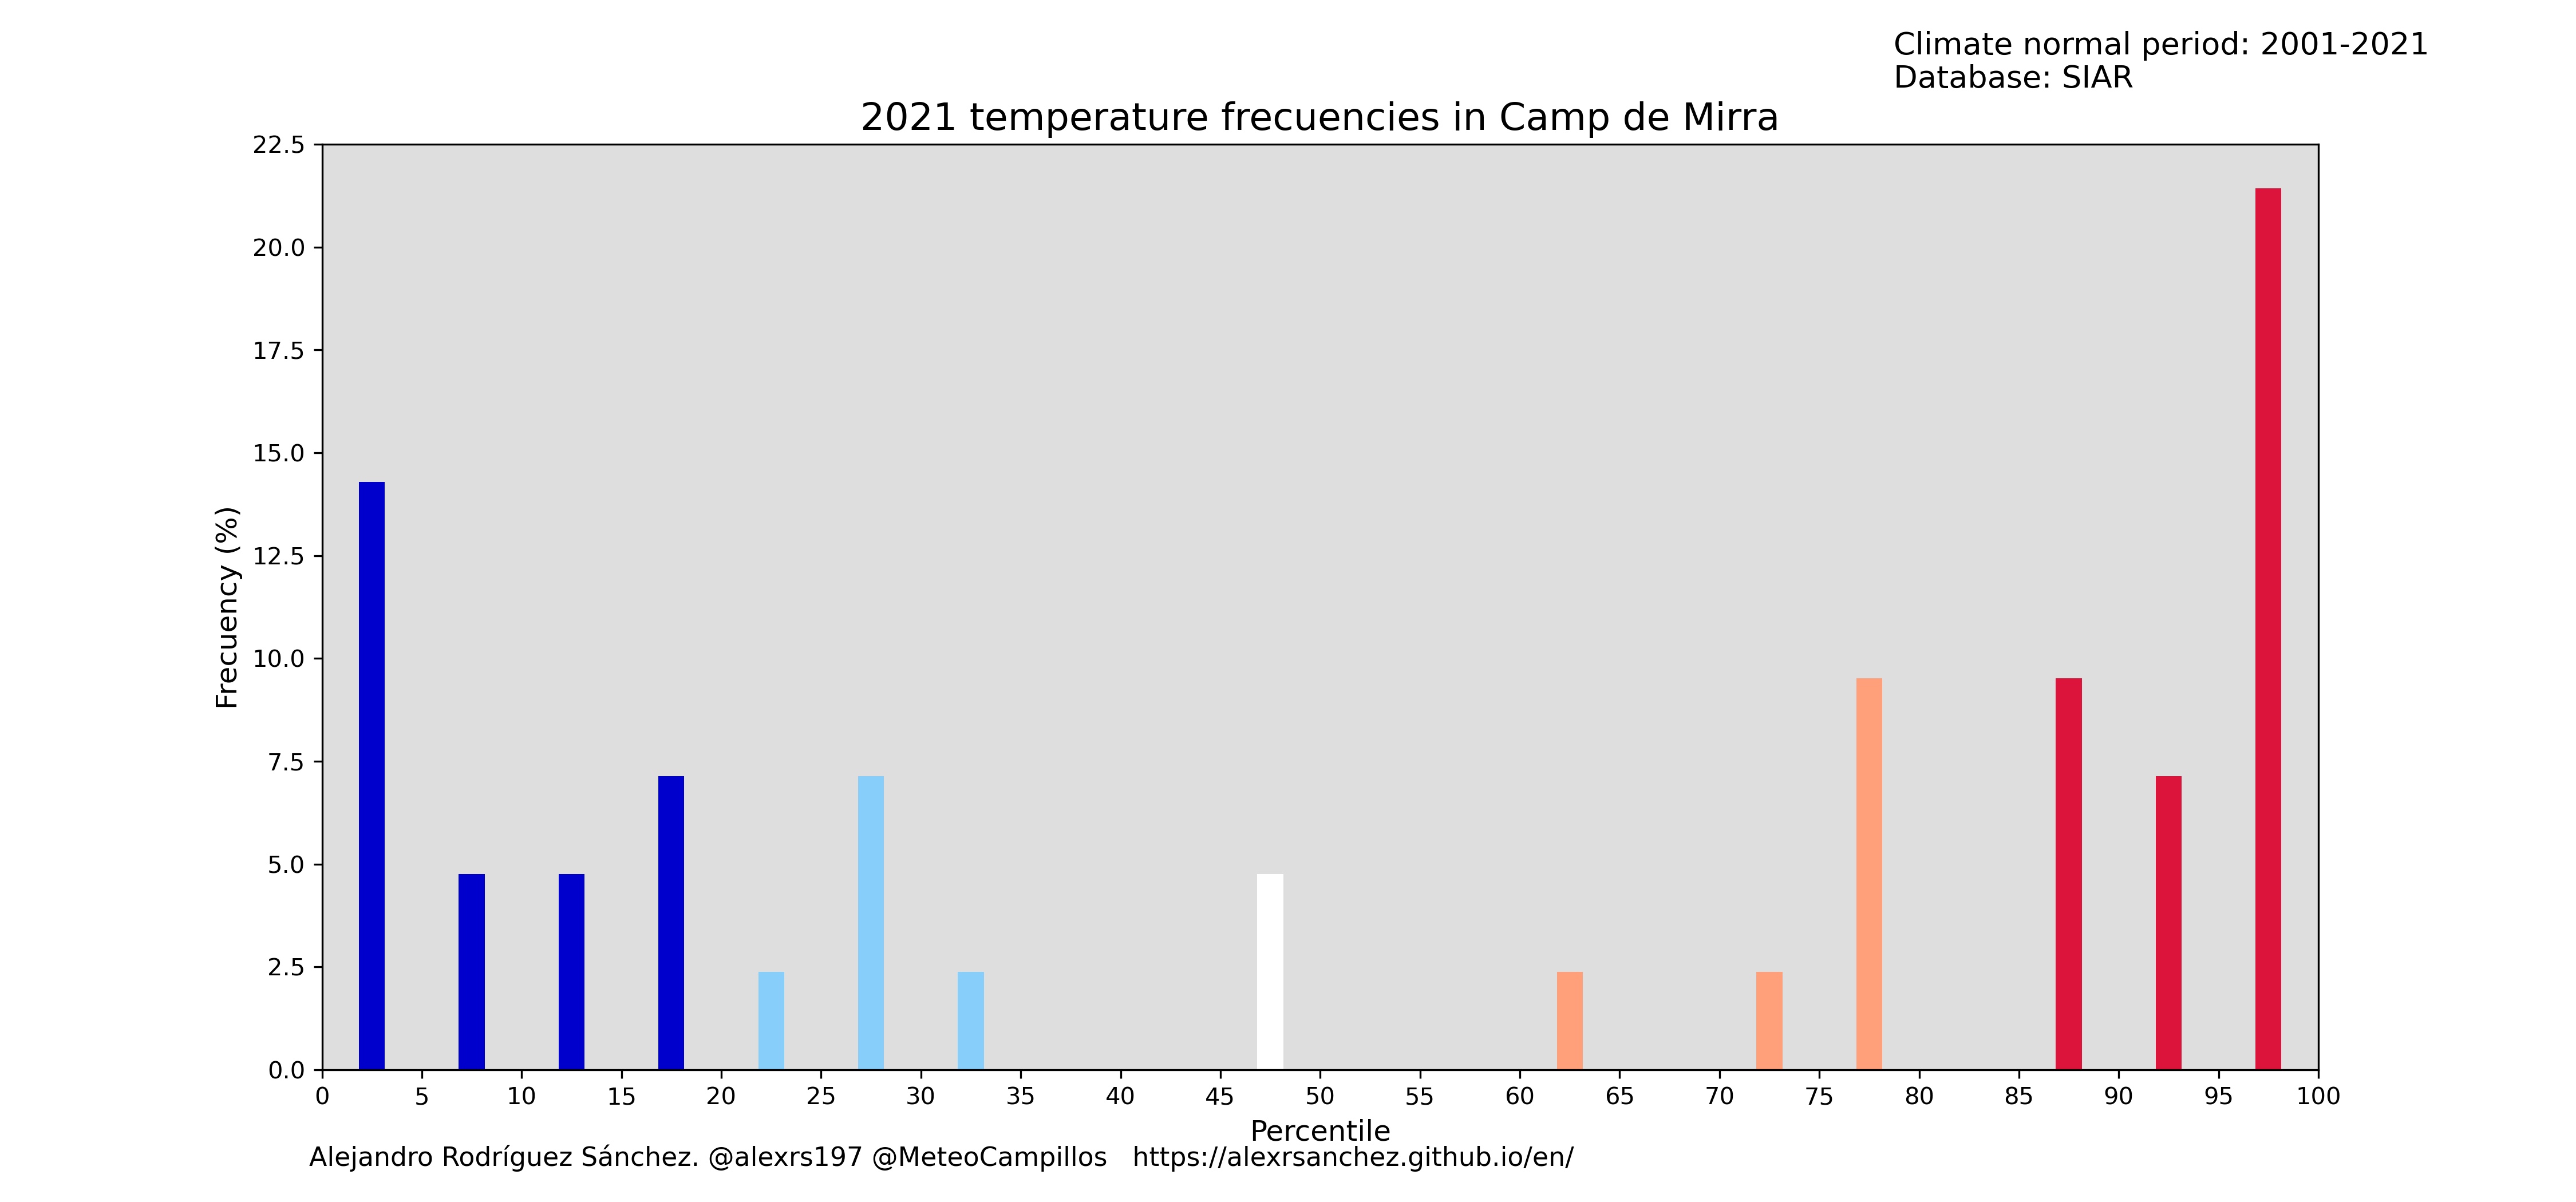 Climate normal period: 2001-2021
Database: SIAR
2021 temperature frecuencies in Camp de Mirra
22.5
20.0
17.5
15.0
12.5
10.0
7.5
5.0
2.5
0.0
Frecuency (%)
0 5 10 15 20 25 30 35 40 45 50 55 60 65 70 75 80 85 90 95 100
Percentile
Alejandro Rodríguez Sánchez. @alexrs197 @MeteoCampillos https://alexrsanchez.github.io/en/